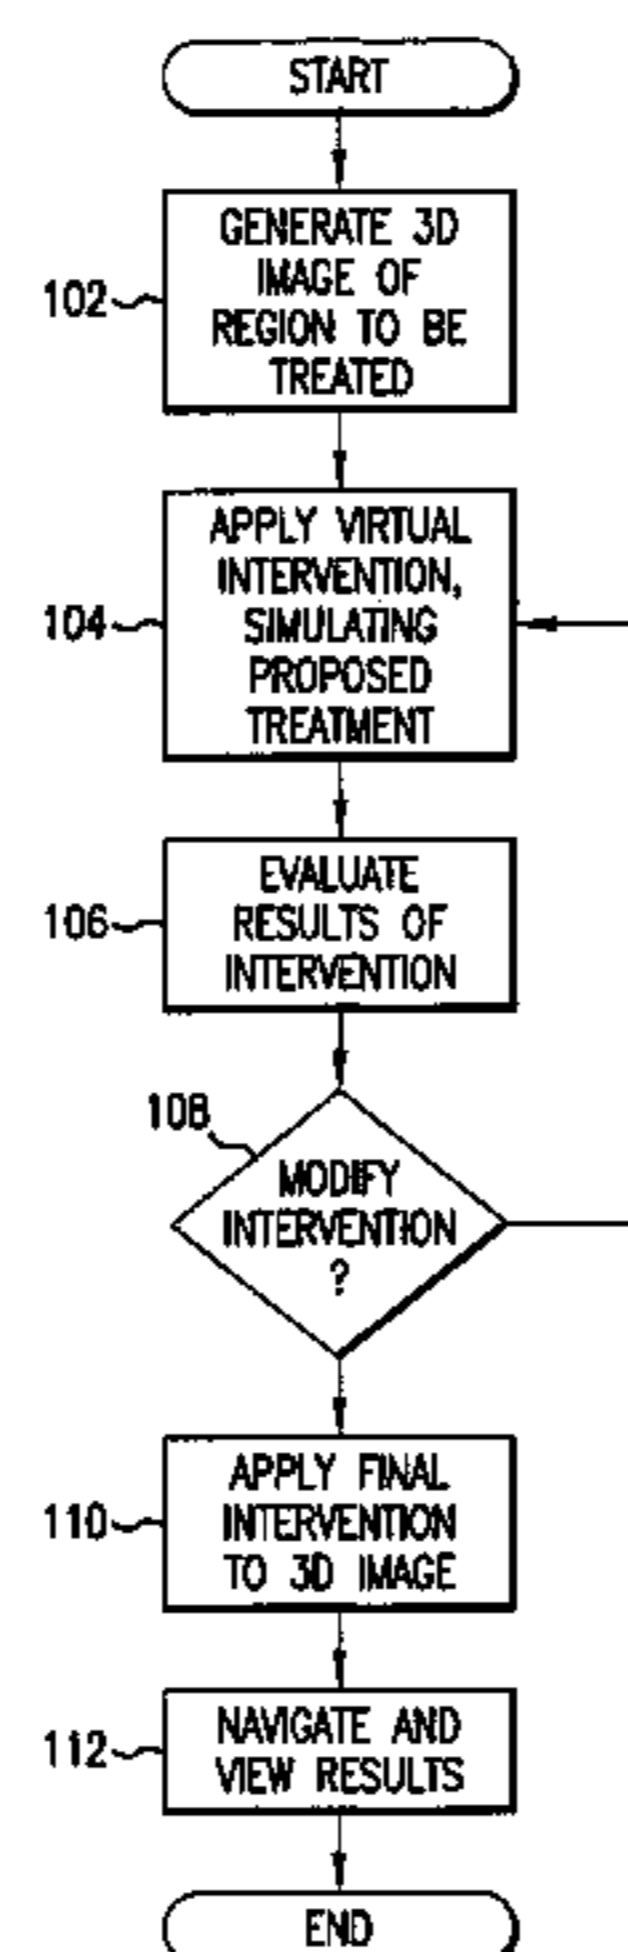 START
GENERATE 3D
IMAGE OF
REGION TO BE
TREATED
102
APPLY VIRTUAL
INTERVENTION,
SIMULATING
PROPOSED
TREATMENT
104
EVALUATE
RESULTS OF
INTERVENTION
106
108
MODIFY
INTERVENTION
?
APPLY FINAL
INTERVENTION
TO 3D IMAGE
110
NAVIGATE AND
VIEW RESULTS
112
END